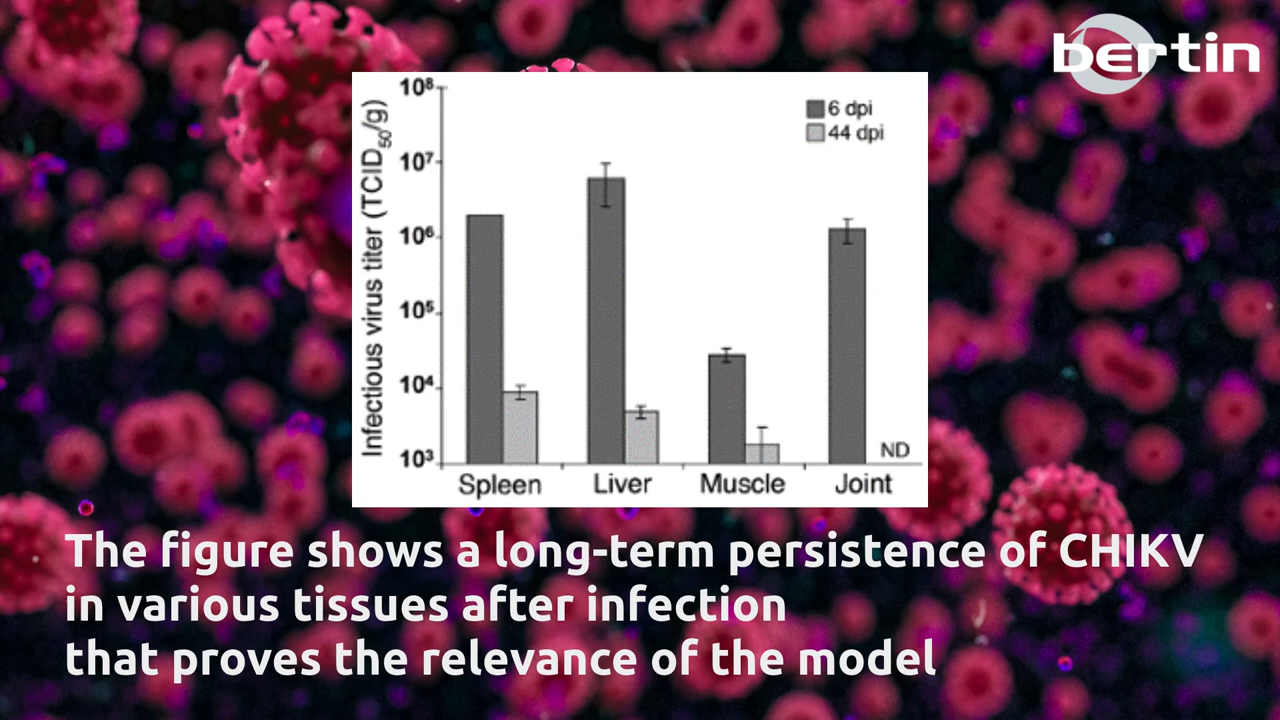 bertin
Infectious virus titer (TCID50/g)
10⁸
10⁷
10⁶
10⁵
10⁴
10³
6 dpi
44 dpi
ND
Spleen Liver Muscle Joint
The figure shows a long-term persistence of CHIKV
in various tissues after infection
that proves the relevance of the model